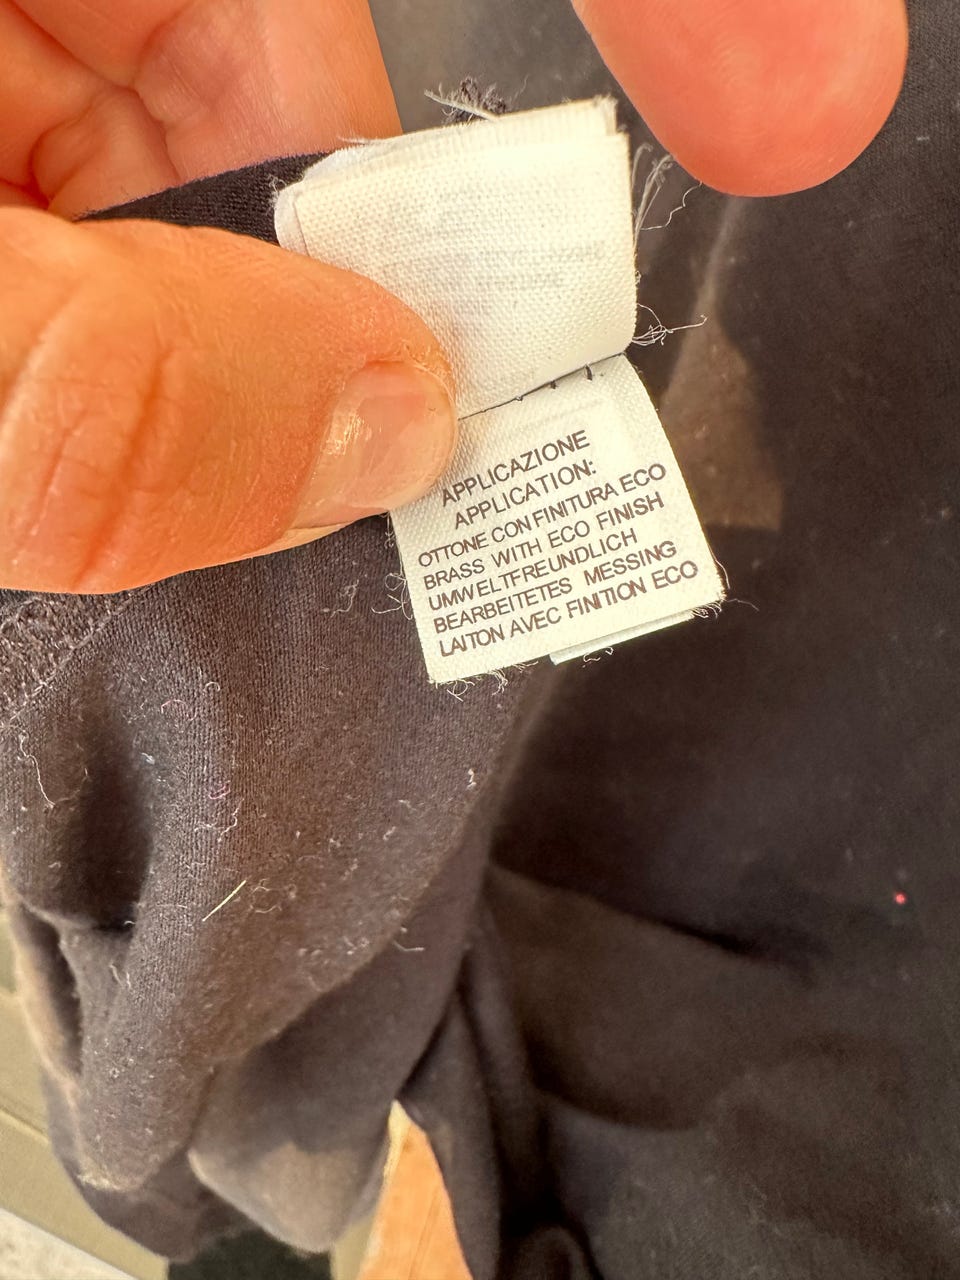 APPLICAZIONE
APPLICATION:
OTTONE CON FINITURA ECO
BRASS WITH ECO FINISH
UMWELTFREUNDLICH
BEARBEITETES MESSING
LAITON AVEC FINITION ECO